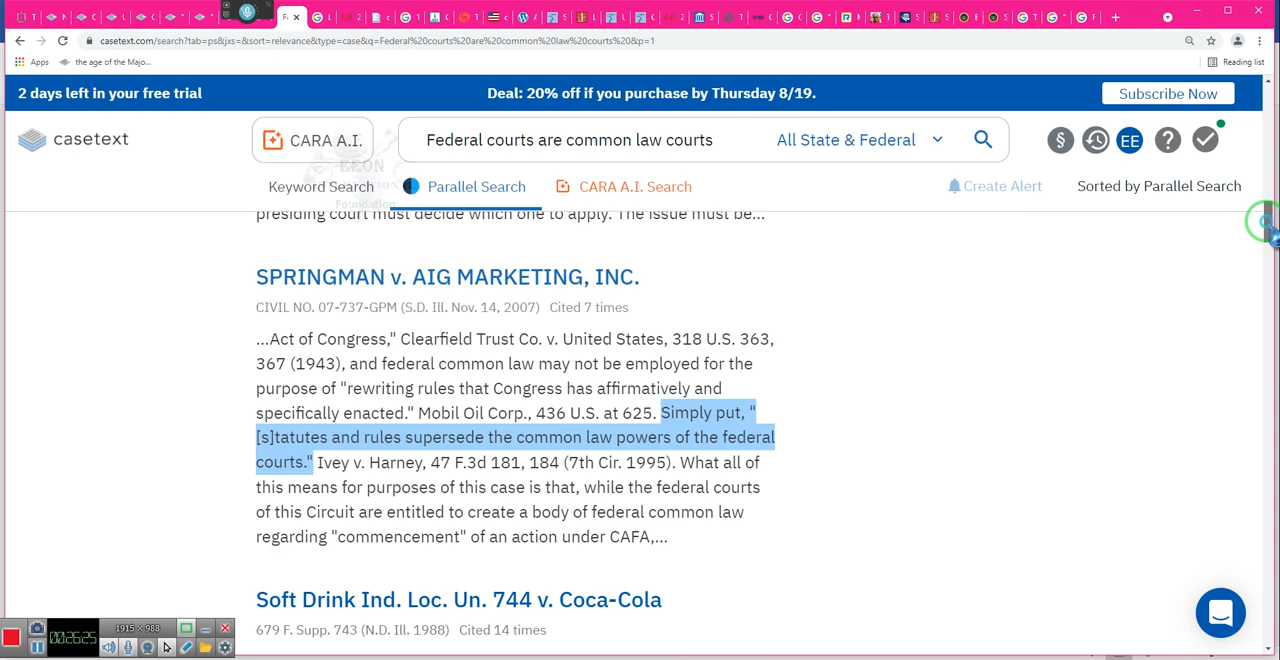 casetext.com/search?tab=ps&jxs=&sort=relevance&type=case&q=Federal%20courts%20are%20common%20law%20courts%20&p=1
Apps the age of the Majo...
Reading list
2 days left in your free trial
Deal: 20% off if you purchase by Thursday 8/19.
Subscribe Now
casetext
CARA A.I.
Federal courts are common law courts
All State & Federal
§
EE
?
Keyword Search
Parallel Search
CARA A.I. Search
Create Alert
Sorted by Parallel Search
Foundation
presiding court must decide which one to apply. The issue must be...
SPRINGMAN v. AIG MARKETING, INC.
CIVIL NO. 07-737-GPM (S.D. Ill. Nov. 14, 2007) Cited 7 times
...Act of Congress," Clearfield Trust Co. v. United States, 318 U.S. 363,
367 (1943), and federal common law may not be employed for the
purpose of "rewriting rules that Congress has affirmatively and
specifically enacted." Mobil Oil Corp., 436 U.S. at 625. Simply put, "
[s]tatutes and rules supersede the common law powers of the federal
courts." Ivey v. Harney, 47 F.3d 181, 184 (7th Cir. 1995). What all of
this means for purposes of this case is that, while the federal courts
of this Circuit are entitled to create a body of federal common law
regarding "commencement" of an action under CAFA,...
Soft Drink Ind. Loc. Un. 744 v. Coca-Cola
679 F. Supp. 743 (N.D. Ill. 1988) Cited 14 times
1915 x 988
00:26:25